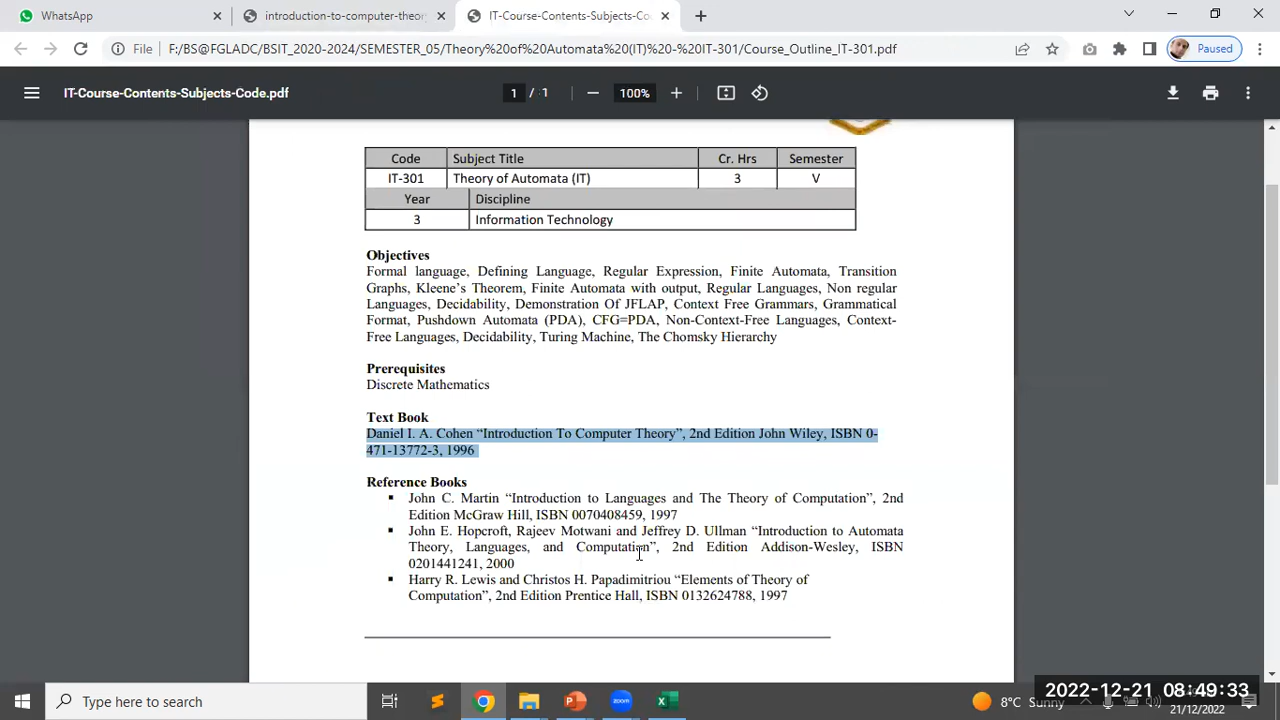 WhatsApp
introduction-to-computer-theor
IT-Course-Contents-Subjects-Co
File
F:/BS@FGLADC/BSIT_2020-2024/SEMESTER_05/Theory%20of%20Automata%20(IT)%20-%20IT-301/Course_Outline_IT-301.pdf
Paused
IT-Course-Contents-Subjects-Code.pdf
1 / 1
100%
Code Subject Title Cr. Hrs Semester
IT-301 Theory of Automata (IT) 3 V
Year Discipline
3 Information Technology
Objectives
Formal language, Defining Language, Regular Expression, Finite Automata, Transition
Graphs, Kleene's Theorem, Finite Automata with output, Regular Languages, Non regular
Languages, Decidability, Demonstration Of JFLAP, Context Free Grammars, Grammatical
Format, Pushdown Automata (PDA), CFG=PDA, Non-Context-Free Languages, Context-
Free Languages, Decidability, Turing Machine, The Chomsky Hierarchy
Prerequisites
Discrete Mathematics
Text Book
Daniel I. A. Cohen “Introduction To Computer Theory”, 2nd Edition John Wiley, ISBN 0-
471-13772-3, 1996
Reference Books
▪ John C. Martin “Introduction to Languages and The Theory of Computation”, 2nd
Edition McGraw Hill, ISBN 0070408459, 1997
▪ John E. Hopcroft, Rajeev Motwani and Jeffrey D. Ullman “Introduction to Automata
Theory, Languages, and Computation”, 2nd Edition Addison-Wesley, ISBN
0201441241, 2000
▪ Harry R. Lewis and Christos H. Papadimitriou “Elements of Theory of
Computation”, 2nd Edition Prentice Hall, ISBN 0132624788, 1997
Type here to search
zoom
8°C Sunny
2022-12-21 08:49:33
21/12/2022